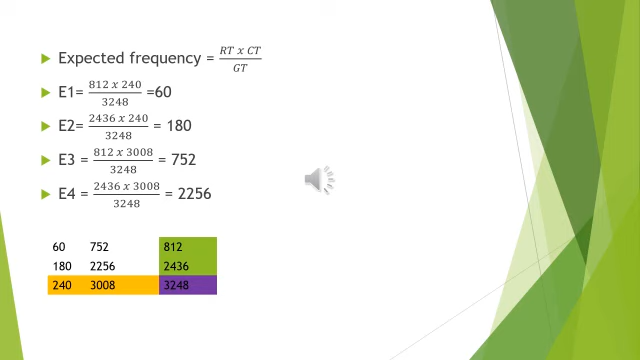 Expected frequency = RT x CT / GT
E1= 812 x 240 / 3248 =60
E2= 2436 x 240 / 3248 = 180
E3 = 812 x 3008 / 3248 = 752
E4 = 2436 x 3008 / 3248 = 2256
60 752 812
180 2256 2436
240 3008 3248